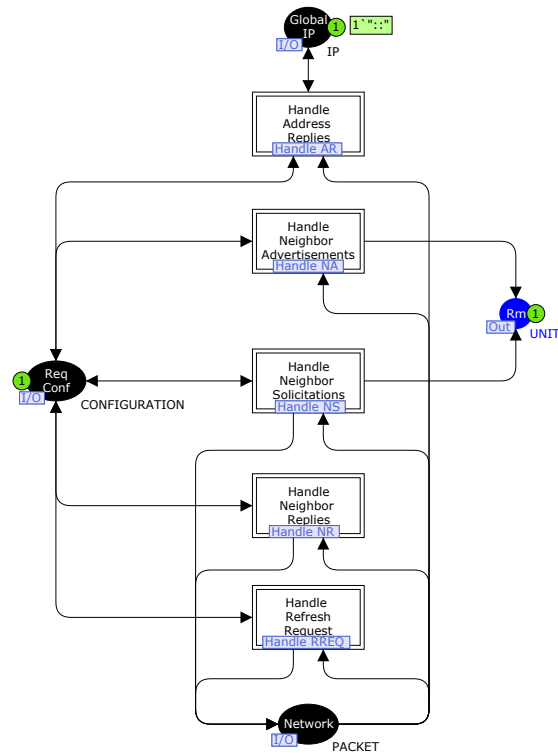 Global
IP
1
1`"::"
I/O
IP
Handle
Address
Replies
Handle AR
Handle
Neighbor
Advertisements
Handle NA
Rm
1
Out
UNIT
Req
Conf
1
I/O
CONFIGURATION
Handle
Neighbor
Solicitations
Handle NS
Handle
Neighbor
Replies
Handle NR
Handle
Refresh
Request
Handle RREQ
Network
I/O
PACKET